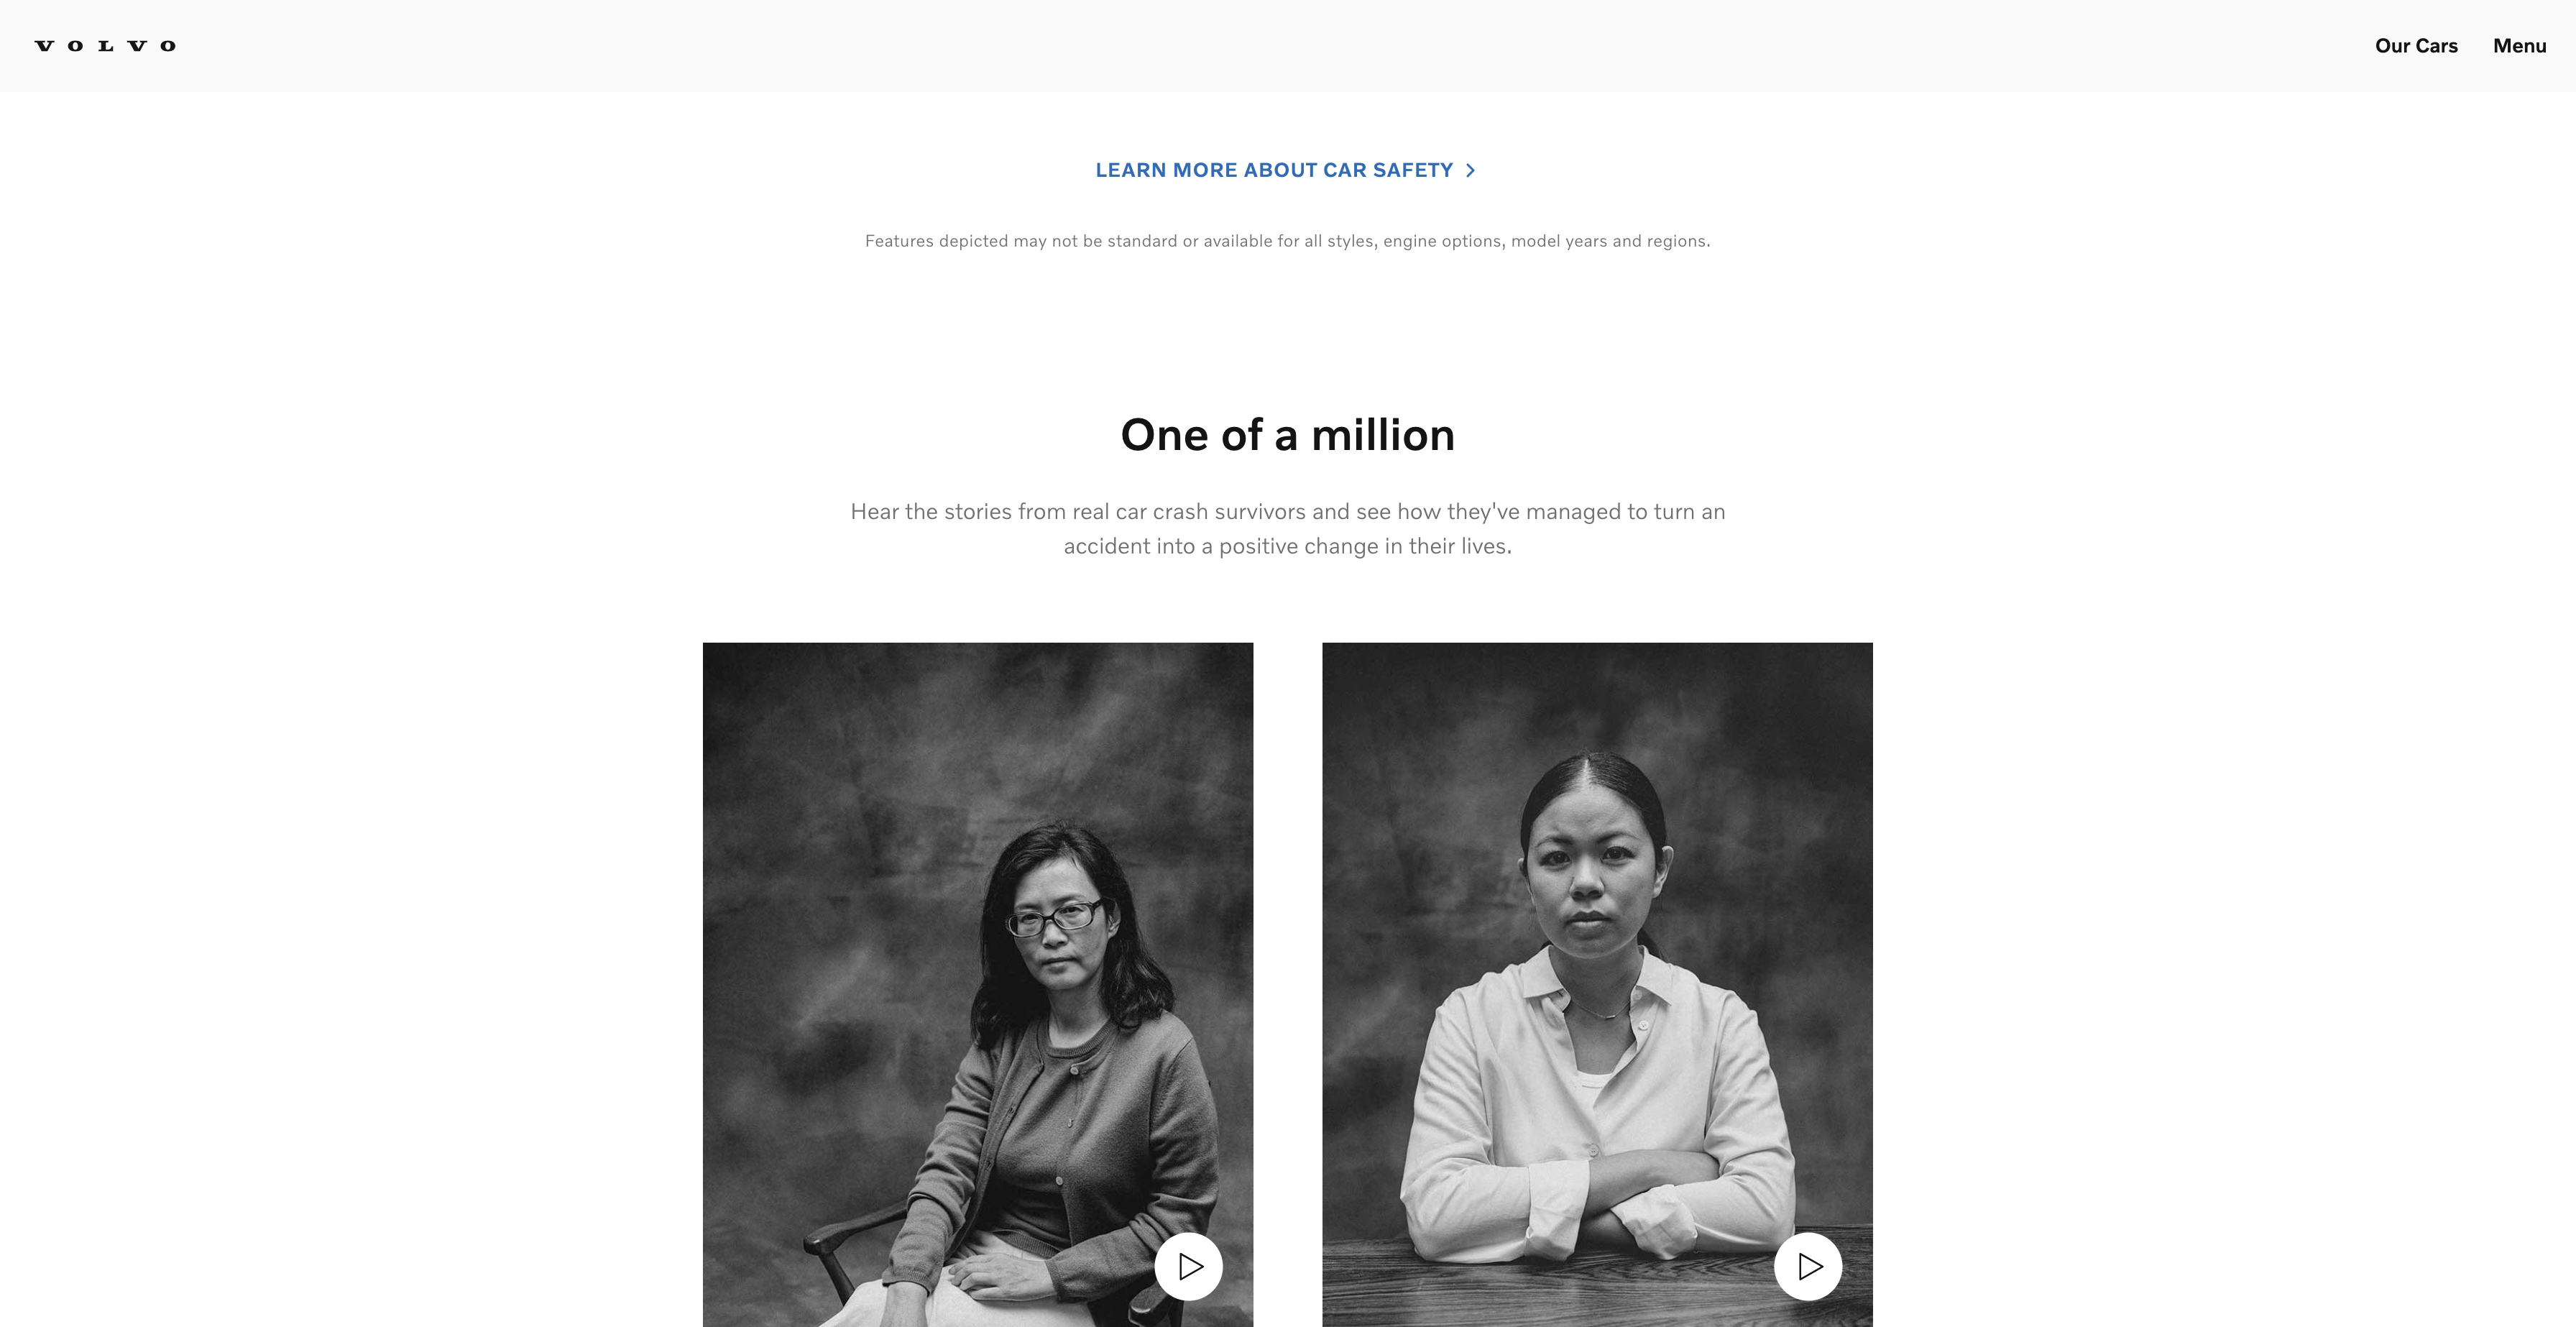 VOLVO
Our Cars
Menu
LEARN MORE ABOUT CAR SAFETY
Features depicted may not be standard or available for all styles, engine options, model years and regions.
One of a million
Hear the stories from real car crash survivors and see how they've managed to turn an
accident into a positive change in their lives.